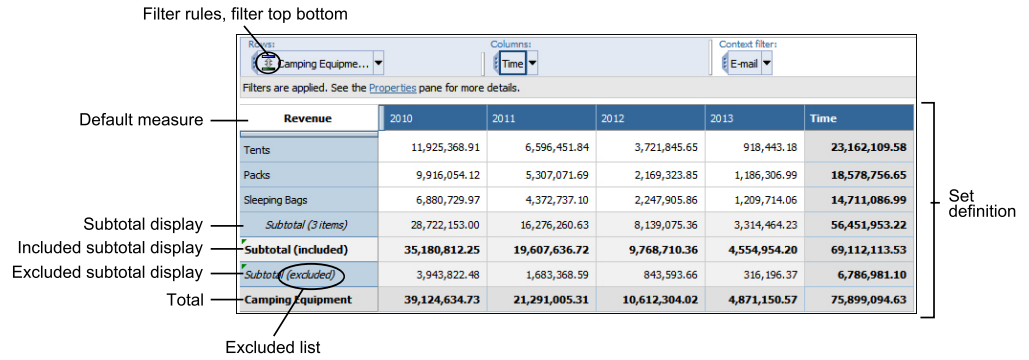 Filter rules, filter top bottom
Rows: Columns: Context filter:
Camping Equipme... Time E-mail
Filters are applied. See the Properties pane for more details.
Default measure Revenue 2010 2011 2012 2013 Time
Tents 11,925,368.91 6,596,451.84 3,721,845.65 918,443.18 23,162,109.58
Packs 9,916,054.12 5,307,071.69 2,169,323.85 1,186,306.99 18,578,756.65
Sleeping Bags 6,880,729.97 4,372,737.10 2,247,905.86 1,209,714.06 14,711,086.99
Set
definition
Subtotal display Subtotal (3 items) 28,722,153.00 16,276,260.63 8,139,075.36 3,314,464.23 56,451,953.22
Included subtotal display Subtotal (included) 35,180,812.25 19,607,636.72 9,768,710.36 4,554,954.20 69,112,113.53
Excluded subtotal display Subtotal (excluded) 3,943,822.48 1,683,368.59 843,593.66 316,196.37 6,786,981.10
Total Camping Equipment 39,124,634.73 21,291,005.31 10,612,304.02 4,871,150.57 75,899,094.63
Excluded list